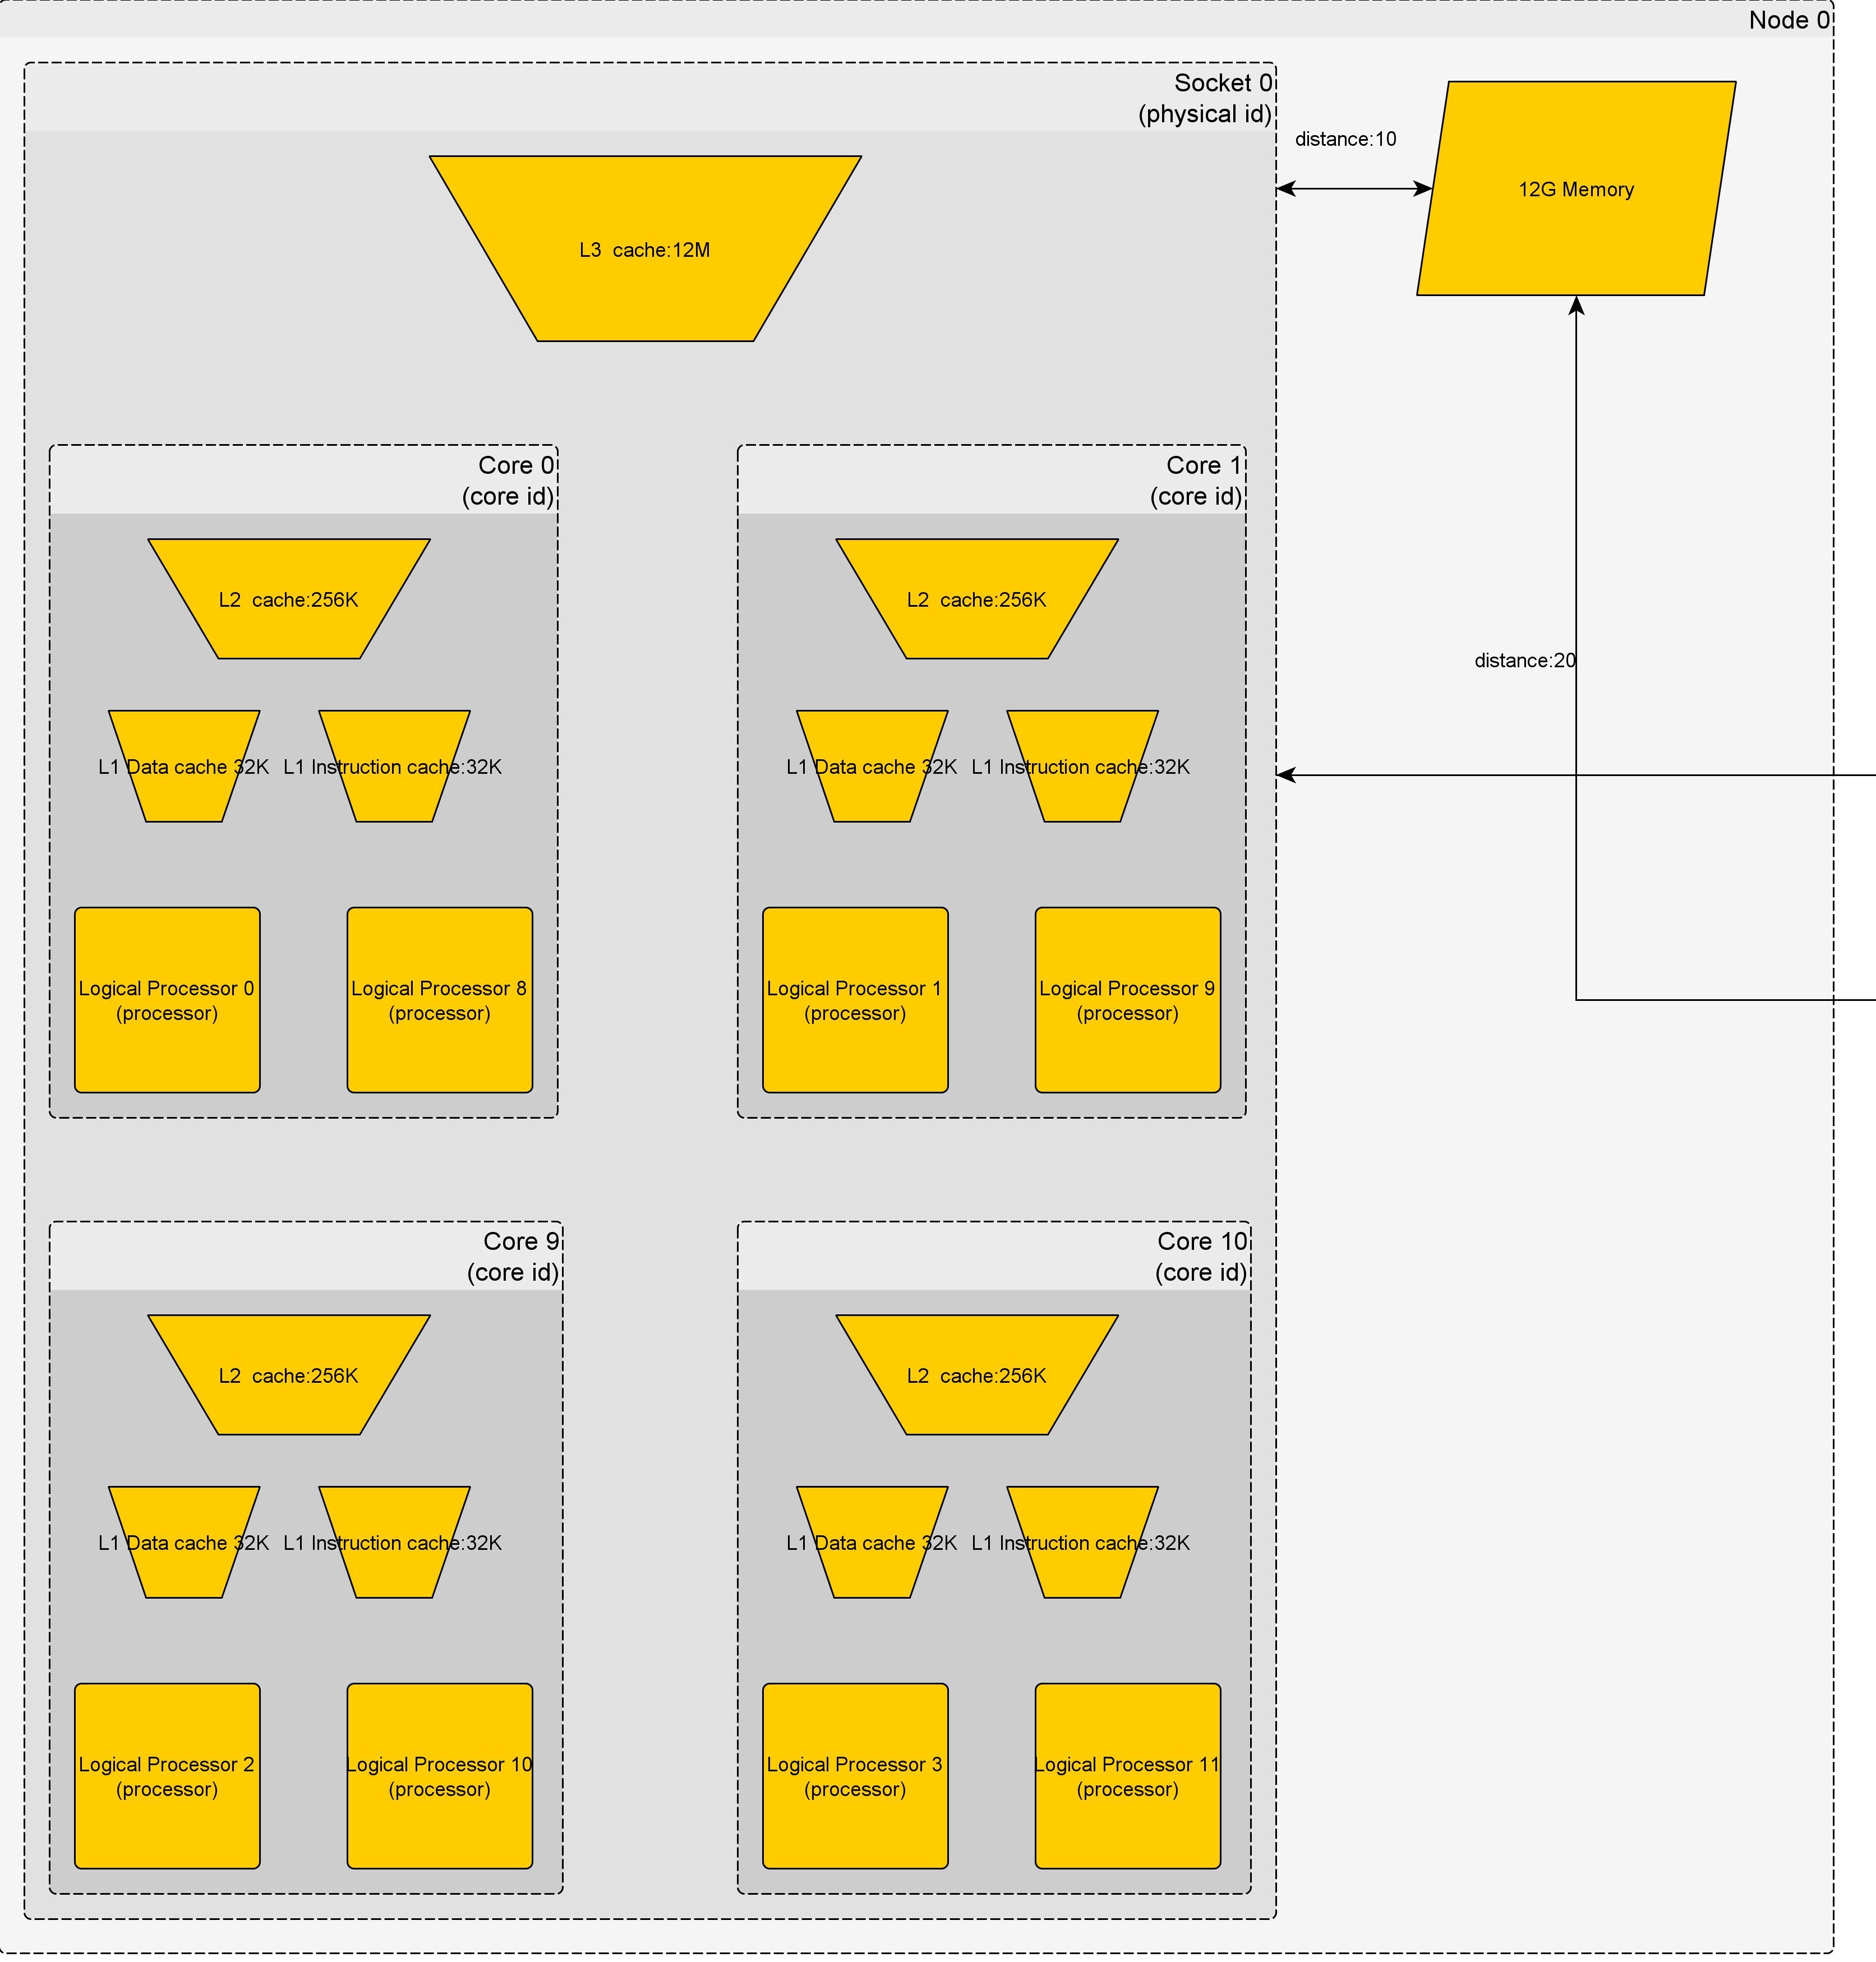 Node 0
Socket 0
(physical id)
distance:10
12G Memory
L3  cache:12M
Core 0
(core id)
Core 1
(core id)
L2  cache:256K
L2  cache:256K
distance:20
L1 Data cache 32K
L1 Instruction cache:32K
L1 Data cache 32K
L1 Instruction cache:32K
Logical Processor 0
(processor)
Logical Processor 8
(processor)
Logical Processor 1
(processor)
Logical Processor 9
(processor)
Core 9
(core id)
Core 10
(core id)
L2  cache:256K
L2  cache:256K
L1 Data cache 32K
L1 Instruction cache:32K
L1 Data cache 32K
L1 Instruction cache:32K
Logical Processor 2
(processor)
Logical Processor 10
(processor)
Logical Processor 3
(processor)
Logical Processor 11
(processor)